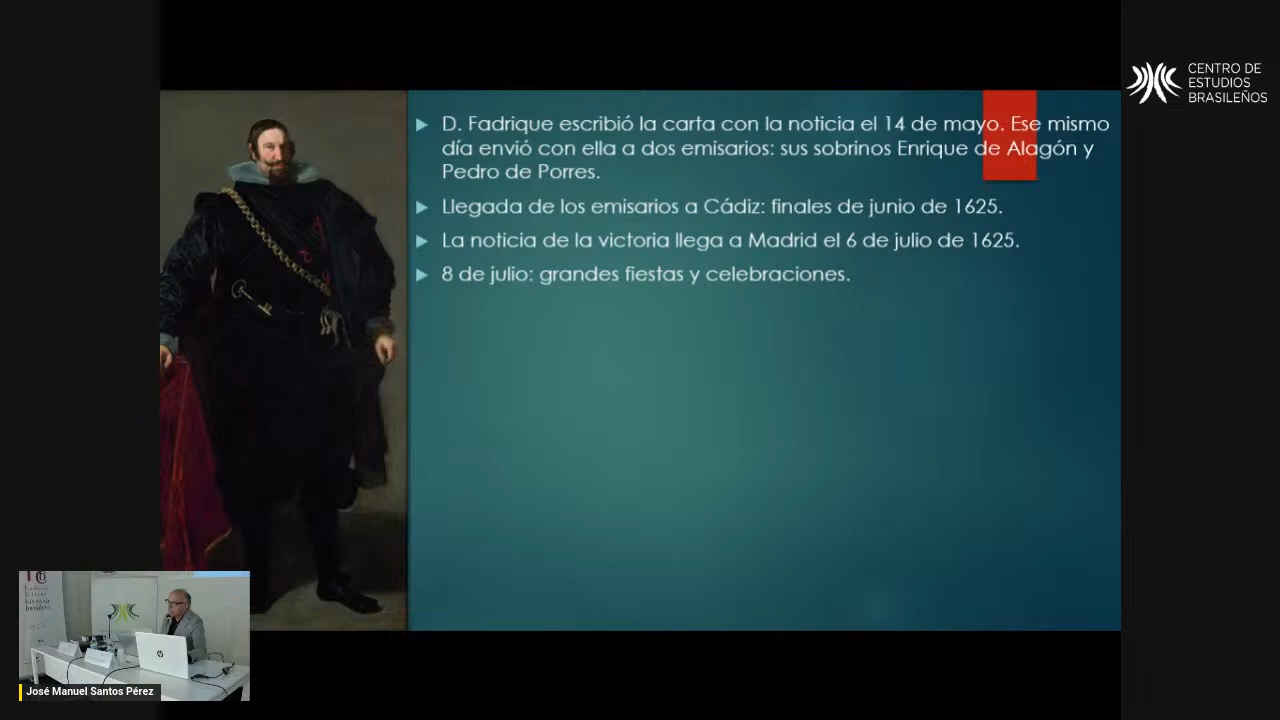 CENTRO DE
ESTUDIOS
BRASILEÑOS
D. Fadrique escribió la carta con la noticia el 14 de mayo. Ese mismo
día envió con ella a dos emisarios: sus sobrinos Enrique de Alagón y
Pedro de Porres.
Llegada de los emisarios a Cádiz: finales de junio de 1625.
La noticia de la victoria llega a Madrid el 6 de julio de 1625.
8 de julio: grandes fiestas y celebraciones.
José Manuel Santos Pérez